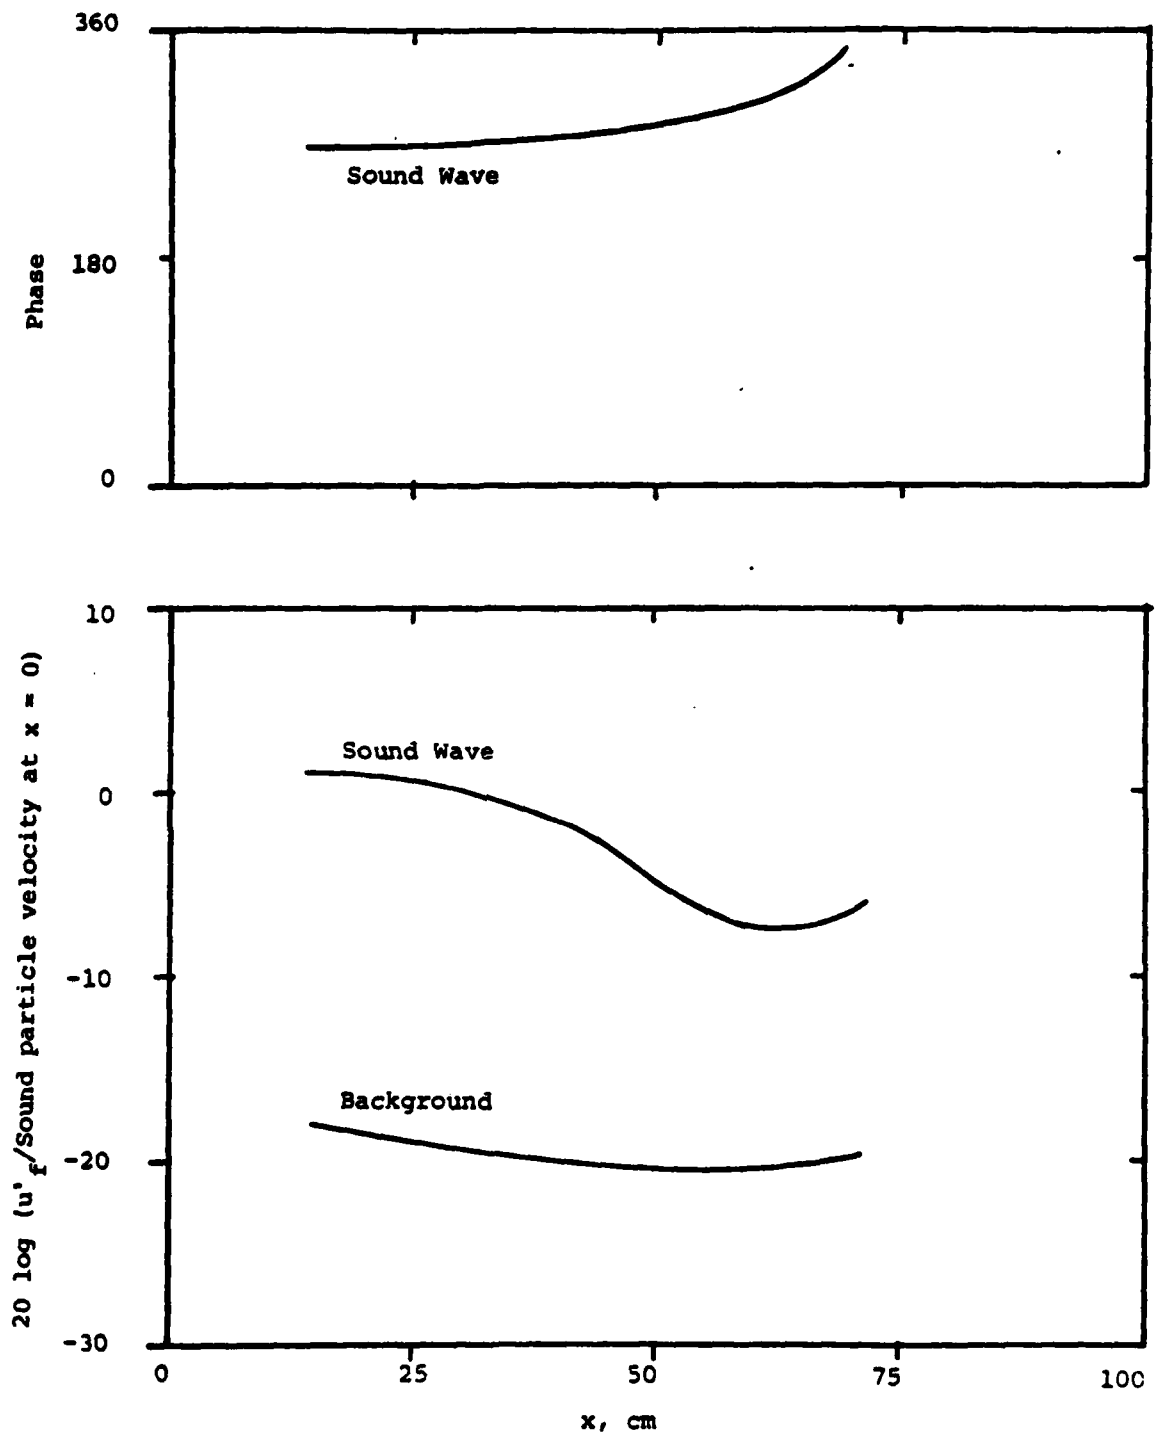 360
Sound Wave
180
Phase
0
10
Sound Wave
0
-10
Background
-20
-30
20 log (u'f/Sound particle velocity at x = 0)
0 25 50 75 100
x, cm